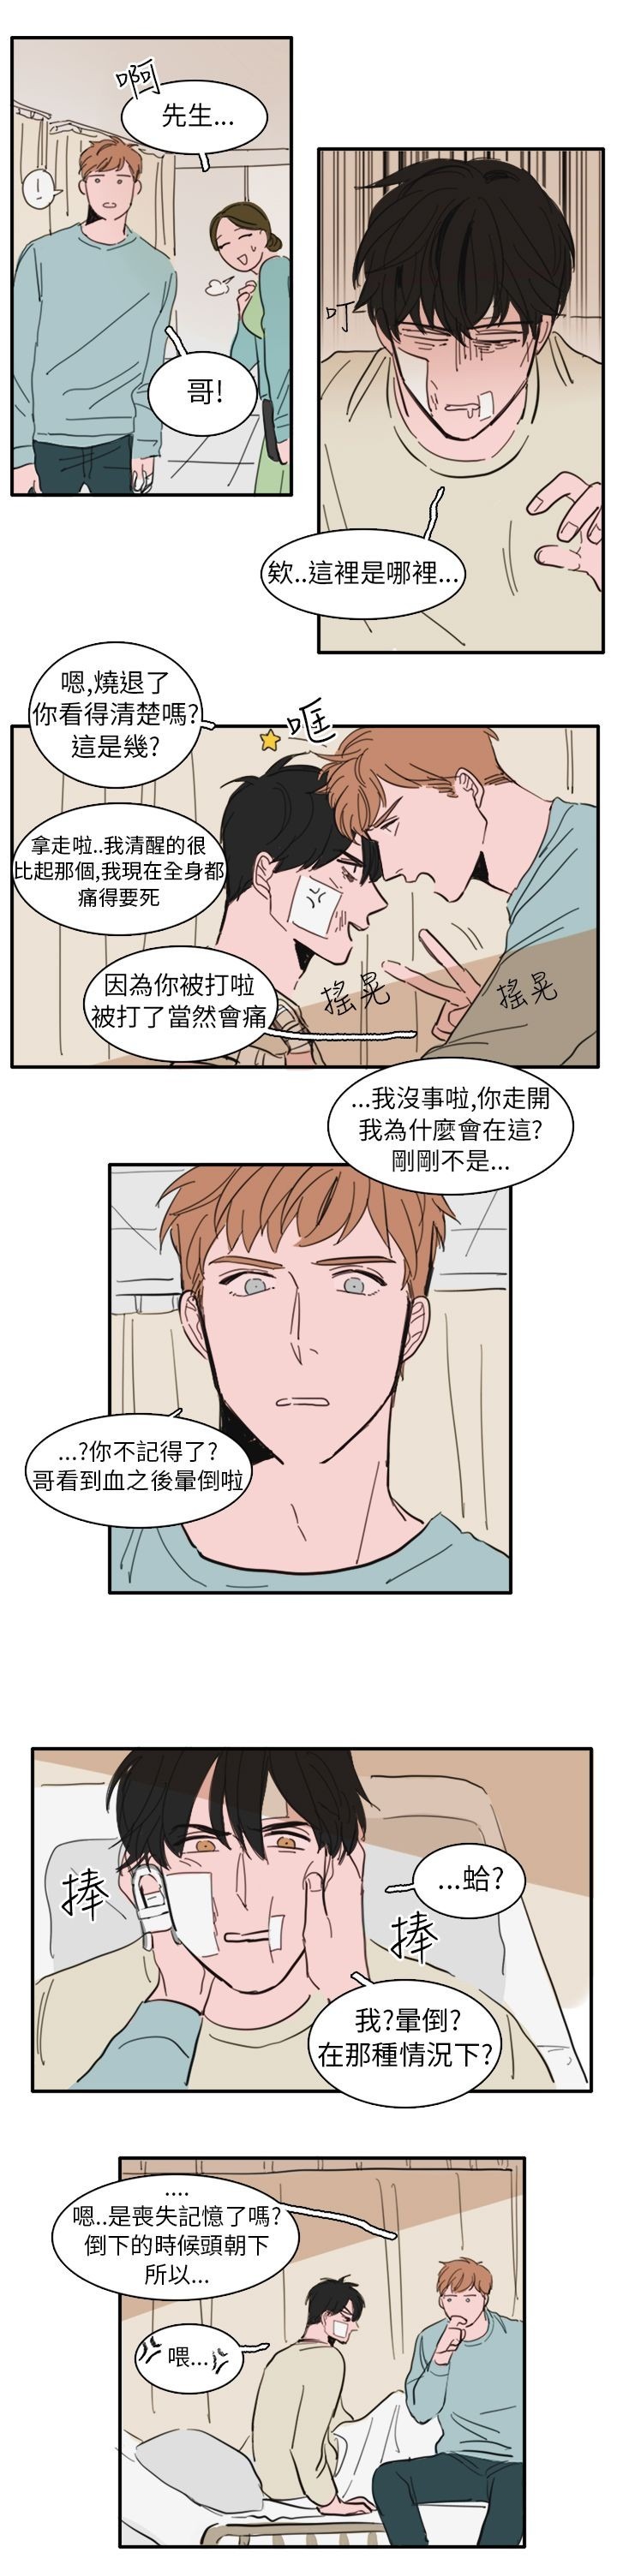 啊
先生...
哥!
叮
欸..這裡是哪裡...
嗯,燒退了
你看得清楚嗎?
這是幾?
哐
拿走啦..我清醒的很
比起那個,我現在全身都
痛得要死
因為你被打啦
被打了當然會痛
搖晃
搖晃
...我沒事啦,你走開
我為什麼會在這?
剛剛不是...
...?你不記得了?
哥看到血之後暈倒啦
捧
...蛤?
捧
我?暈倒?
在那種情況下?
....
嗯..是喪失記憶了嗎?
倒下的時候頭朝下
所以...
喂...